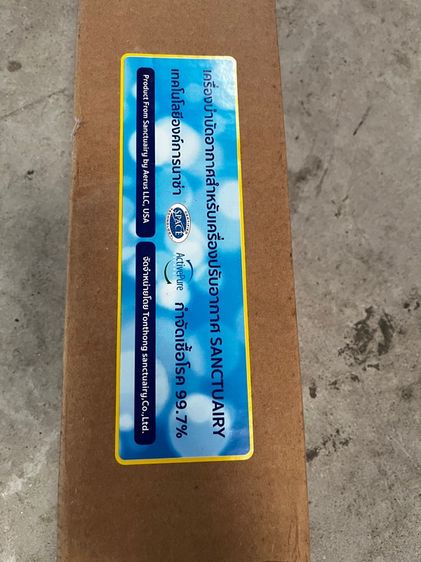 เครื่องบำบัดอากาศสำหรับเครื่องปรับอากาศ SANCTUAIRY
เทคโนโลยีองค์การนาซ่า SPACE ActivePure กำจัดเชื้อโรค 99.7%
Product From Sanctuairy by Aerus LLC, USA
จัดจำหน่ายโดย Tonthong sanctuairy.Co.,Ltd.